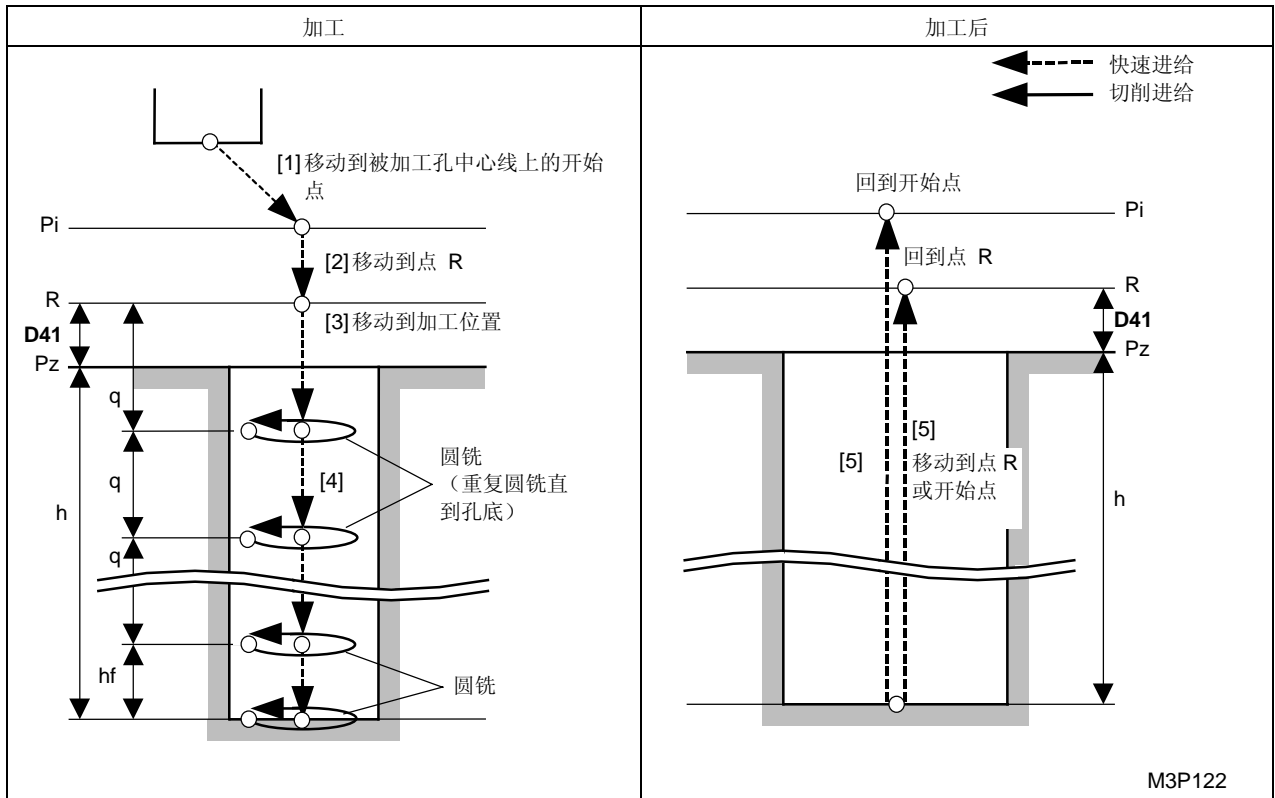 加工
加工后
快速进给
切削进给
[1]移动到被加工孔中心线上的开始
点
Pi
[2]移动到点 R
R
[3]移动到加工位置
D41
Pz
q
圆铣
（重复圆铣直
到孔底）
[4]
q
h
q
hf
圆铣
回到开始点
Pi
回到点 R
R
D41
Pz
[5]
[5]
移动到点 R
或开始点
h
M3P122